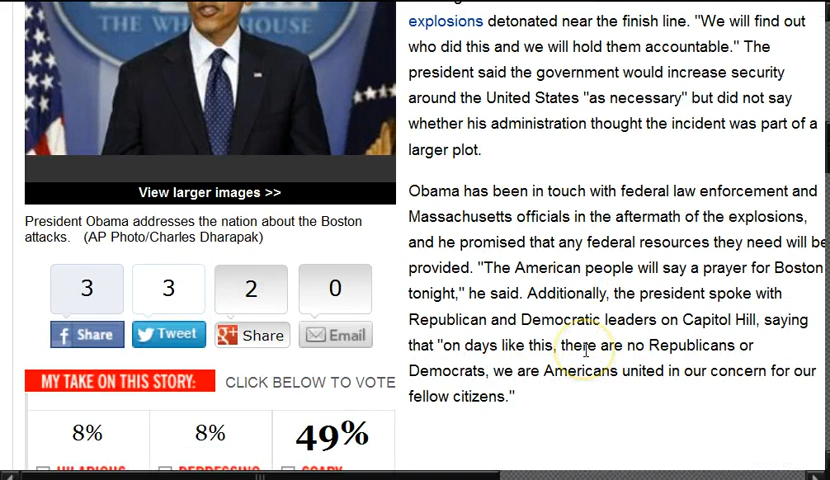 THE WHITE HOUSE
View larger images >>
President Obama addresses the nation about the Boston
attacks. (AP Photo/Charles Dharapak)
3
3
2
0
Share
Tweet
Share
Email
MY TAKE ON THIS STORY:
CLICK BELOW TO VOTE
8%
8%
49%
HILARIOUS
DEPRESSING
SCARY
explosions detonated near the finish line. "We will find out
who did this and we will hold them accountable." The
president said the government would increase security
around the United States "as necessary" but did not say
whether his administration thought the incident was part of a
larger plot.
Obama has been in touch with federal law enforcement and
Massachusetts officials in the aftermath of the explosions,
and he promised that any federal resources they need will be
provided. "The American people will say a prayer for Boston
tonight," he said. Additionally, the president spoke with
Republican and Democratic leaders on Capitol Hill, saying
that "on days like this, there are no Republicans or
Democrats, we are Americans united in our concern for our
fellow citizens."